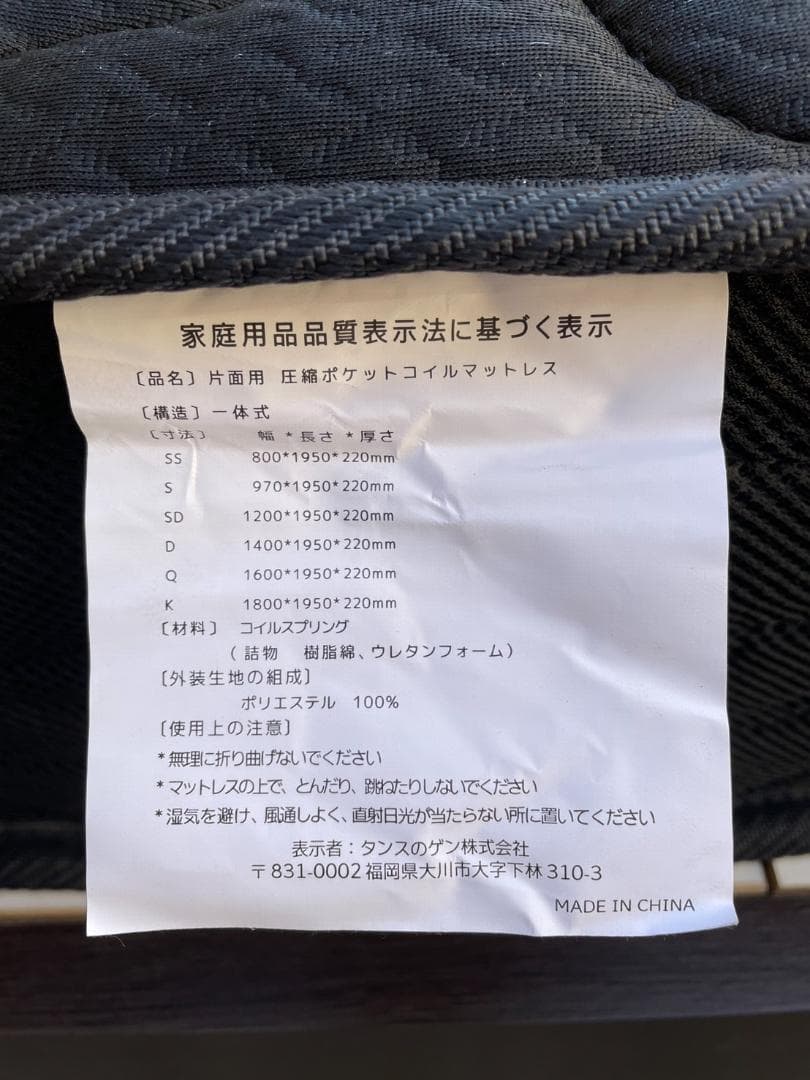 家庭用品品質表示法に基づく表示
〔品名〕片面用 圧縮ポケットコイルマットレス
〔構造〕一体式
〔寸法〕 幅 *長さ *厚さ
SS 800*1950*220mm
S 970*1950*220mm
SD 1200*1950*220mm
D 1400*1950*220mm
Q 1600*1950*220mm
K 1800*1950*220mm
〔材料〕 コイルスプリング
(詰物 樹脂綿、ウレタンフォーム)
〔外装生地の組成〕
ポリエステル 100%
〔使用上の注意〕
*無理に折り曲げないでください
*マットレスの上で、とんだり、跳ねたりしないでください
*湿気を避け、風通しよく、直射日光が当たらない所に置いてください
表示者:タンスのゲン株式会社
〒831-0002福岡県大川市大字下林310-3
MADE IN CHINA